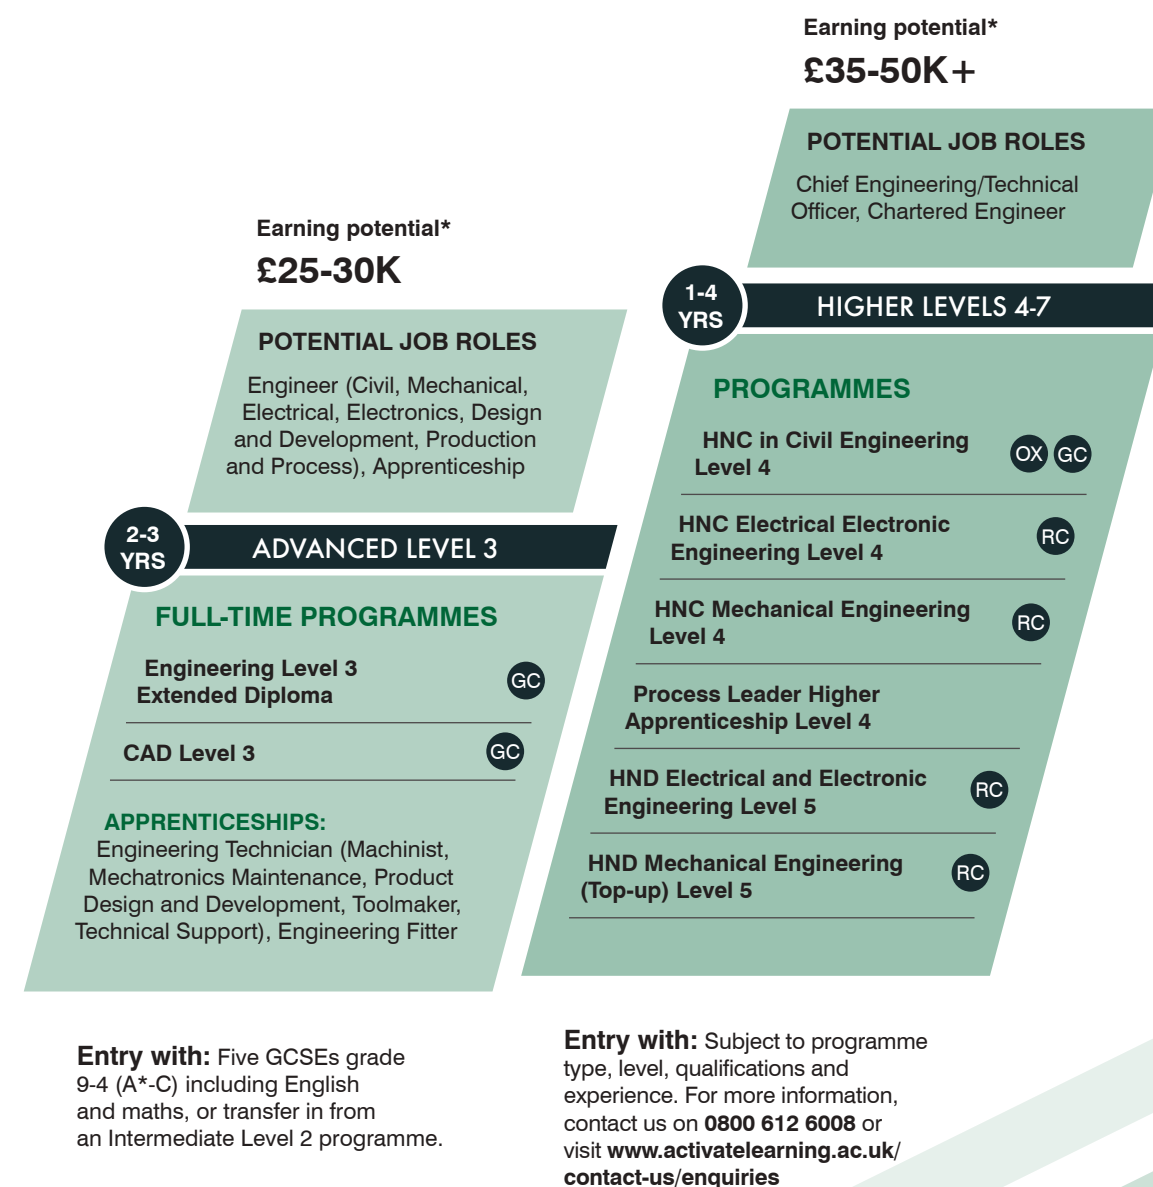 Earning potential*
£25-30K
POTENTIAL JOB ROLES
Engineer (Civil, Mechanical,
Electrical, Electronics, Design
and Development, Production
and Process), Apprenticeship
2-3
YRS
ADVANCED LEVEL 3
FULL-TIME PROGRAMMES
Engineering Level 3
Extended Diploma
GC
CAD Level 3
GC
APPRENTICESHIPS:
Engineering Technician (Machinist,
Mechatronics Maintenance, Product
Design and Development, Toolmaker,
Technical Support), Engineering Fitter
Entry with: Five GCSEs grade
9-4 (A*-C) including English
and maths, or transfer in from
an Intermediate Level 2 programme.
Earning potential*
£35-50K+
POTENTIAL JOB ROLES
Chief Engineering/Technical
Officer, Chartered Engineer
1-4
YRS
HIGHER LEVELS 4-7
PROGRAMMES
HNC in Civil Engineering
Level 4
OX GC
HNC Electrical Electronic
Engineering Level 4
RC
HNC Mechanical Engineering
Level 4
RC
Process Leader Higher
Apprenticeship Level 4
HND Electrical and Electronic
Engineering Level 5
RC
HND Mechanical Engineering
(Top-up) Level 5
RC
Entry with: Subject to programme
type, level, qualifications and
experience. For more information,
contact us on 0800 612 6008 or
visit www.activatelearning.ac.uk/
contact-us/enquiries